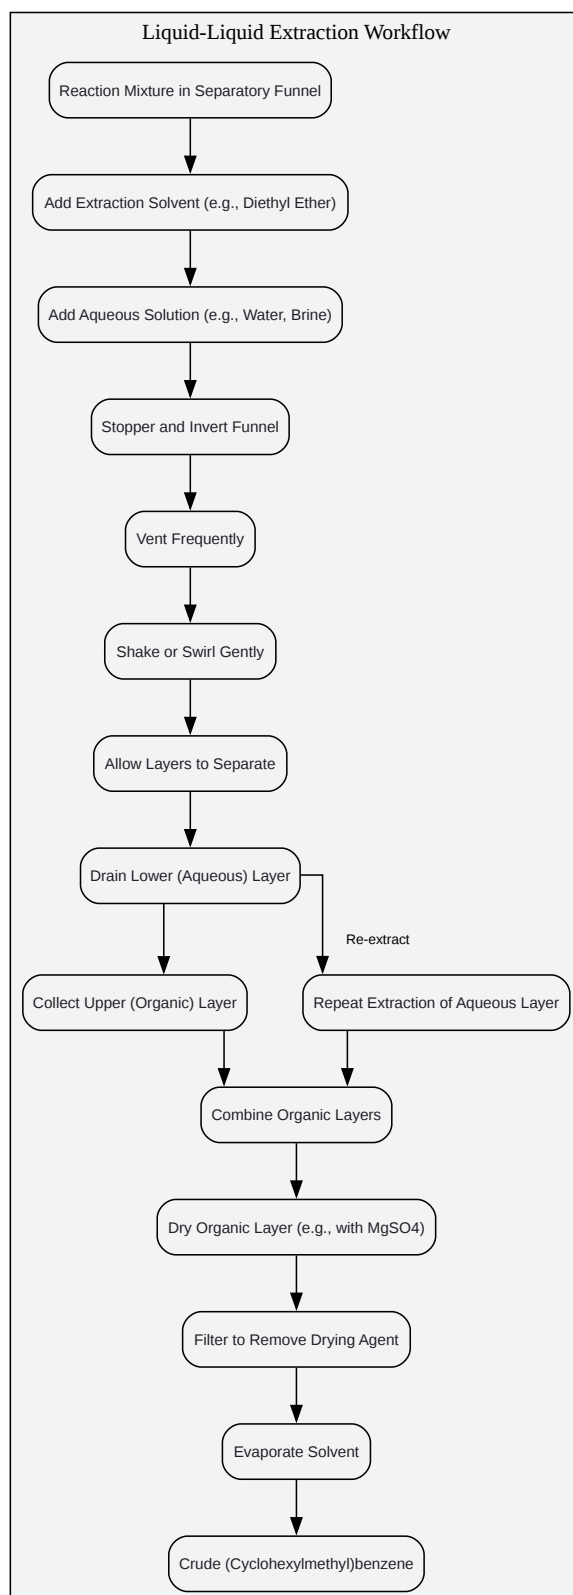 Liquid-Liquid Extraction Workflow
Reaction Mixture in Separatory Funnel
Add Extraction Solvent (e.g., Diethyl Ether)
Add Aqueous Solution (e.g., Water, Brine)
Stopper and Invert Funnel
Vent Frequently
Shake or Swirl Gently
Allow Layers to Separate
Drain Lower (Aqueous) Layer
Re-extract
Collect Upper (Organic) Layer
Repeat Extraction of Aqueous Layer
Combine Organic Layers
Dry Organic Layer (e.g., with MgSO4)
Filter to Remove Drying Agent
Evaporate Solvent
Crude (Cyclohexylmethyl)benzene